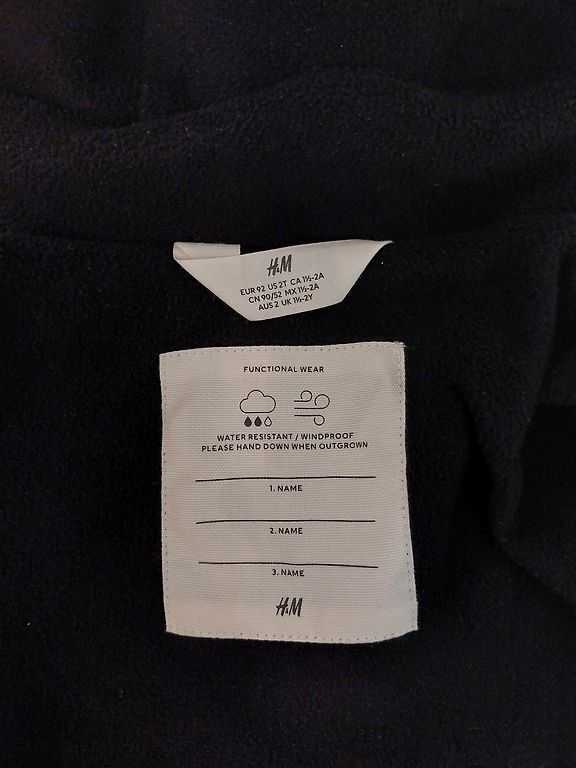 H&M
EUR 92 US 2T CA 1½-2A
CN 90/52 MX 1½-2A
AUS 2 UK 1½-2Y
FUNCTIONAL WEAR
WATER RESISTANT / WINDPROOF
PLEASE HAND DOWN WHEN OUTGROWN
1. NAME
2. NAME
3. NAME
H&M